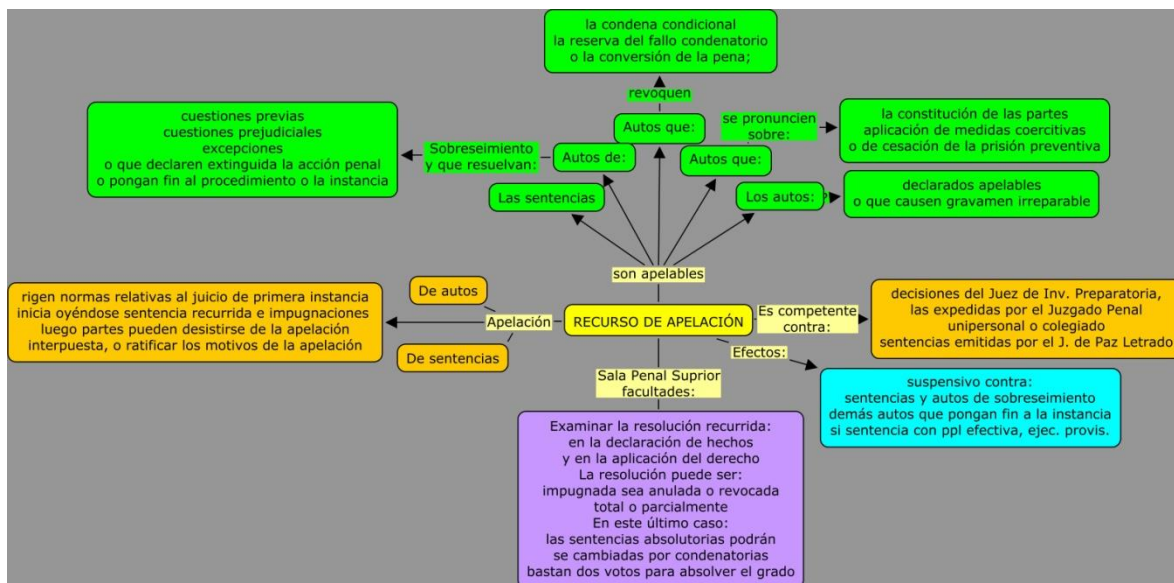 la condena condicional
la reserva del fallo condenatorio
o la conversión de la pena;
revoquen
cuestiones previas
cuestiones prejudiciales
excepciones
o que declaren extinguida la acción penal
o pongan fin al procedimiento o la instancia
Sobreseimiento
y que resuelvan:
Autos de:
Autos que:
se pronuncien
sobre:
la constitución de las partes
aplicación de medidas coercitivas
o de cesación de la prisión preventiva
Autos que:
Las sentencias
Los autos:
declarados apelables
o que causen gravamen irreparable
son apelables
rigen normas relativas al juicio de primera instancia
inicia oyéndose sentencia recurrida e impugnaciones
luego partes pueden desistirse de la apelación
interpuesta, o ratificar los motivos de la apelación
De autos
Apelación
De sentencias
RECURSO DE APELACIÓN
Es competente
contra:
decisiones del Juez de Inv. Preparatoria,
las expedidas por el Juzgado Penal
unipersonal o colegiado
sentencias emitidas por el J. de Paz Letrado
Efectos:
suspensivo contra:
sentencias y autos de sobreseimiento
demás autos que pongan fin a la instancia
si sentencia con ppl efectiva, ejec. provis.
Sala Penal Suprior
facultades:
Examinar la resolución recurrida:
en la declaración de hechos
y en la aplicación del derecho
La resolución puede ser:
impugnada sea anulada o revocada
total o parcialmente
En este último caso:
las sentencias absolutorias podrán
se cambiadas por condenatorias
bastan dos votos para absolver el grado